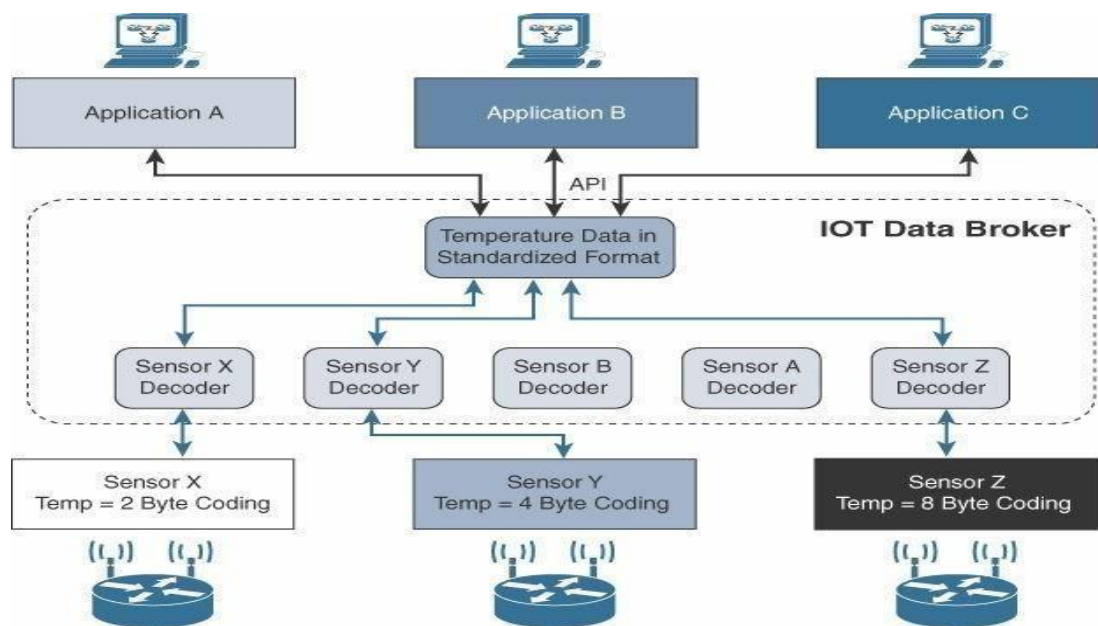 Application A
Application B
Application C
API
IOT Data Broker
Temperature Data in
Standardized Format
Sensor X
Decoder
Sensor Y
Decoder
Sensor B
Decoder
Sensor A
Decoder
Sensor Z
Decoder
Sensor X
Temp = 2 Byte Coding
Sensor Y
Temp = 4 Byte Coding
Sensor Z
Temp = 8 Byte Coding